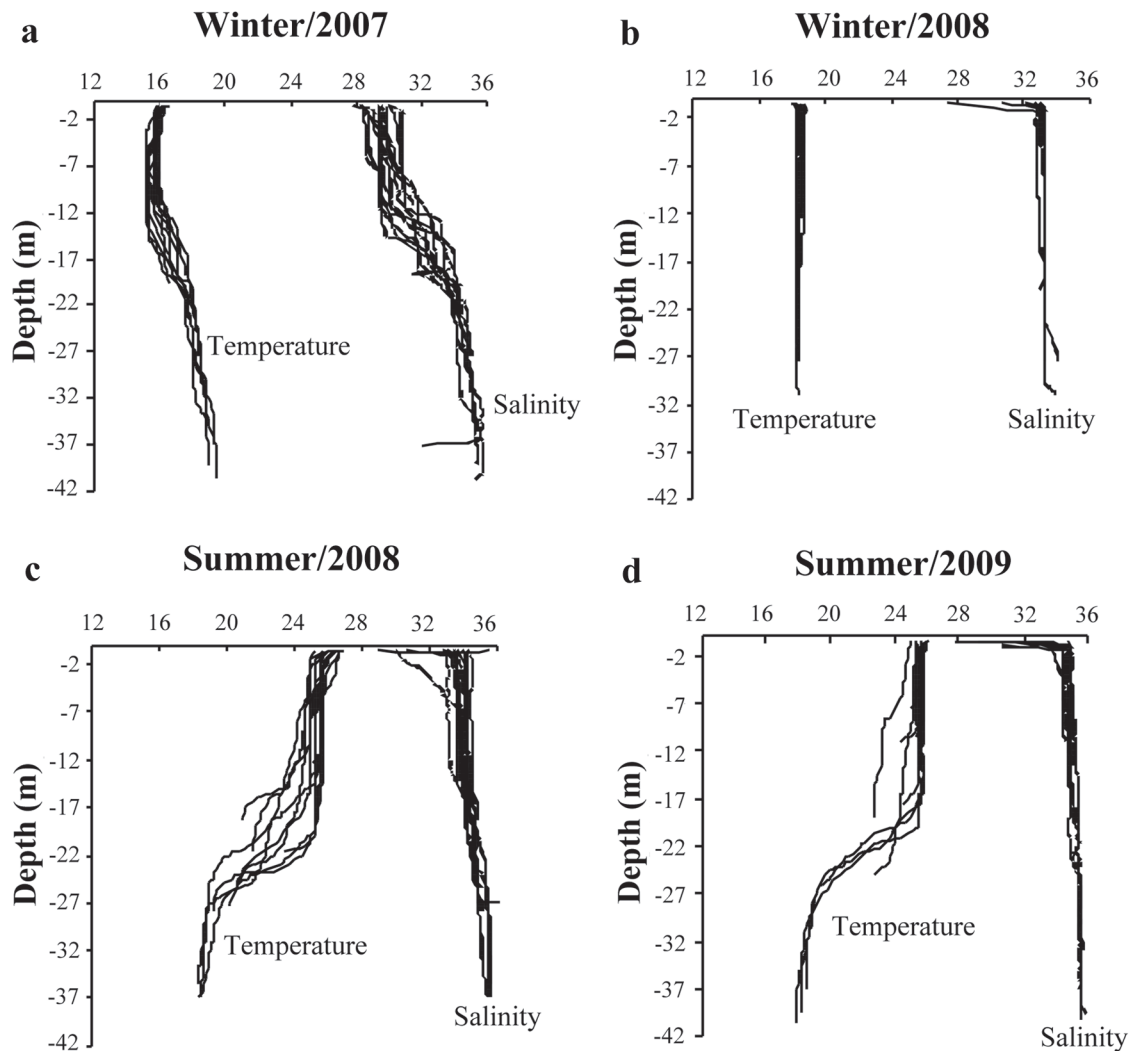 a
Winter/2007
12 16 20 24 28 32 36
-2
-7
-12
-17
-22
-27
-32
-37
-42
Depth (m)
Temperature
Salinity
b
Winter/2008
12 16 20 24 28 32 36
-2
-7
-12
-17
-22
-27
-32
-37
-42
Depth (m)
Temperature Salinity
c
Summer/2008
12 16 20 24 28 32 36
-2
-7
-12
-17
-22
-27
-32
-37
-42
Depth (m)
Temperature
Salinity
d
Summer/2009
12 16 20 24 28 32 36
-2
-7
-12
-17
-22
-27
-32
-37
-42
Depth (m)
Temperature
Salinity